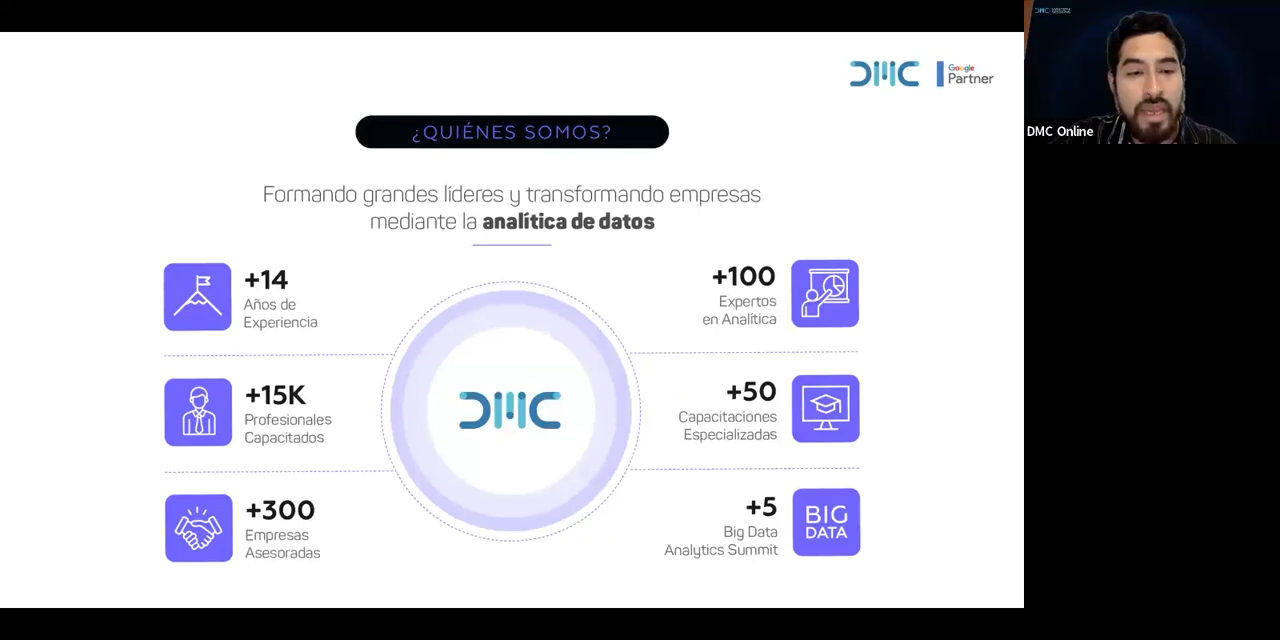 DMC
Google
Partner
¿QUIÉNES SOMOS?
Formando grandes líderes y transformando empresas
mediante la analítica de datos
+14
Años de
Experiencia
+15K
Profesionales
Capacitados
+300
Empresas
Asesoradas
DMC
+100
Expertos
en Analítica
+50
Capacitaciones
Especializadas
+5
Big Data
Analytics Summit
BIG
DATA
DMC
DMC Online